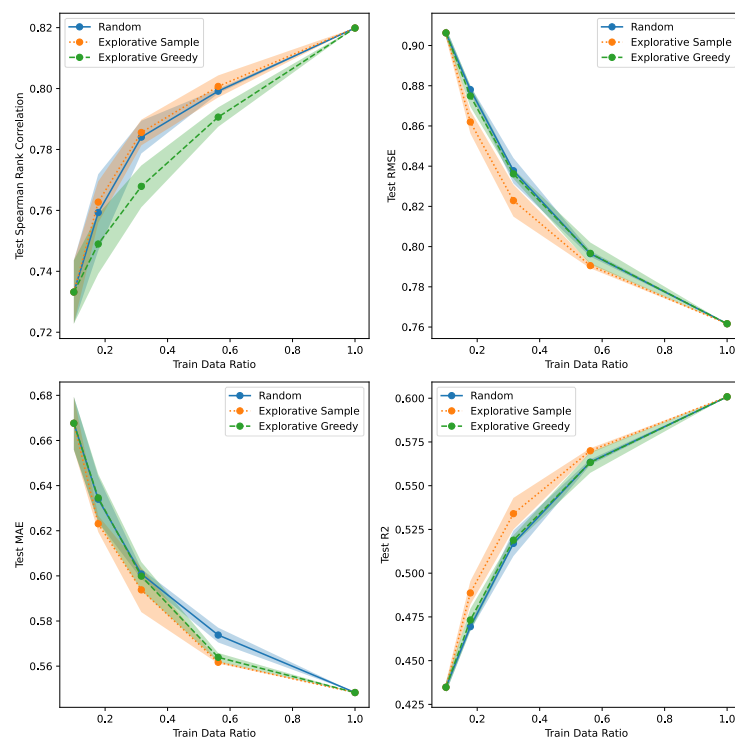 0.82
0.80
0.78
0.76
0.74
0.72
Test Spearman Rank Correlation
Random
Explorative Sample
Explorative Greedy
0.2
0.4
0.6
0.8
1.0
Train Data Ratio
0.90
0.88
0.86
0.84
0.82
0.80
0.78
0.76
Test RMSE
Random
Explorative Sample
Explorative Greedy
0.2
0.4
0.6
0.8
1.0
Train Data Ratio
0.68
0.66
0.64
0.62
0.60
0.58
0.56
Test MAE
Random
Explorative Sample
Explorative Greedy
0.2
0.4
0.6
0.8
1.0
Train Data Ratio
0.600
0.575
0.550
0.525
0.500
0.475
0.450
0.425
Test R2
Random
Explorative Sample
Explorative Greedy
0.2
0.4
0.6
0.8
1.0
Train Data Ratio